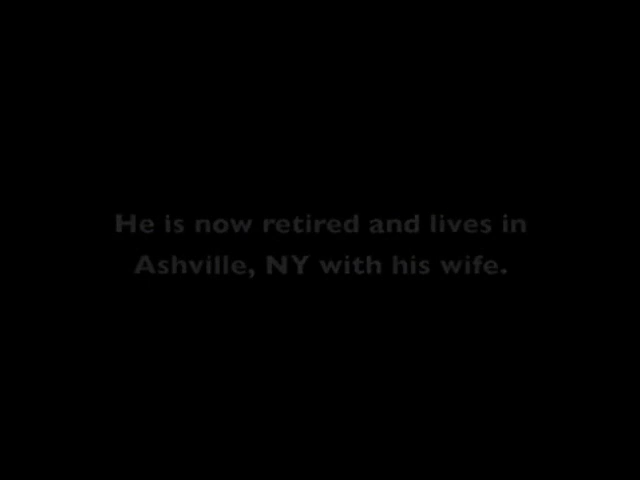 He is now retired and lives in
Ashville, NY with his wife.